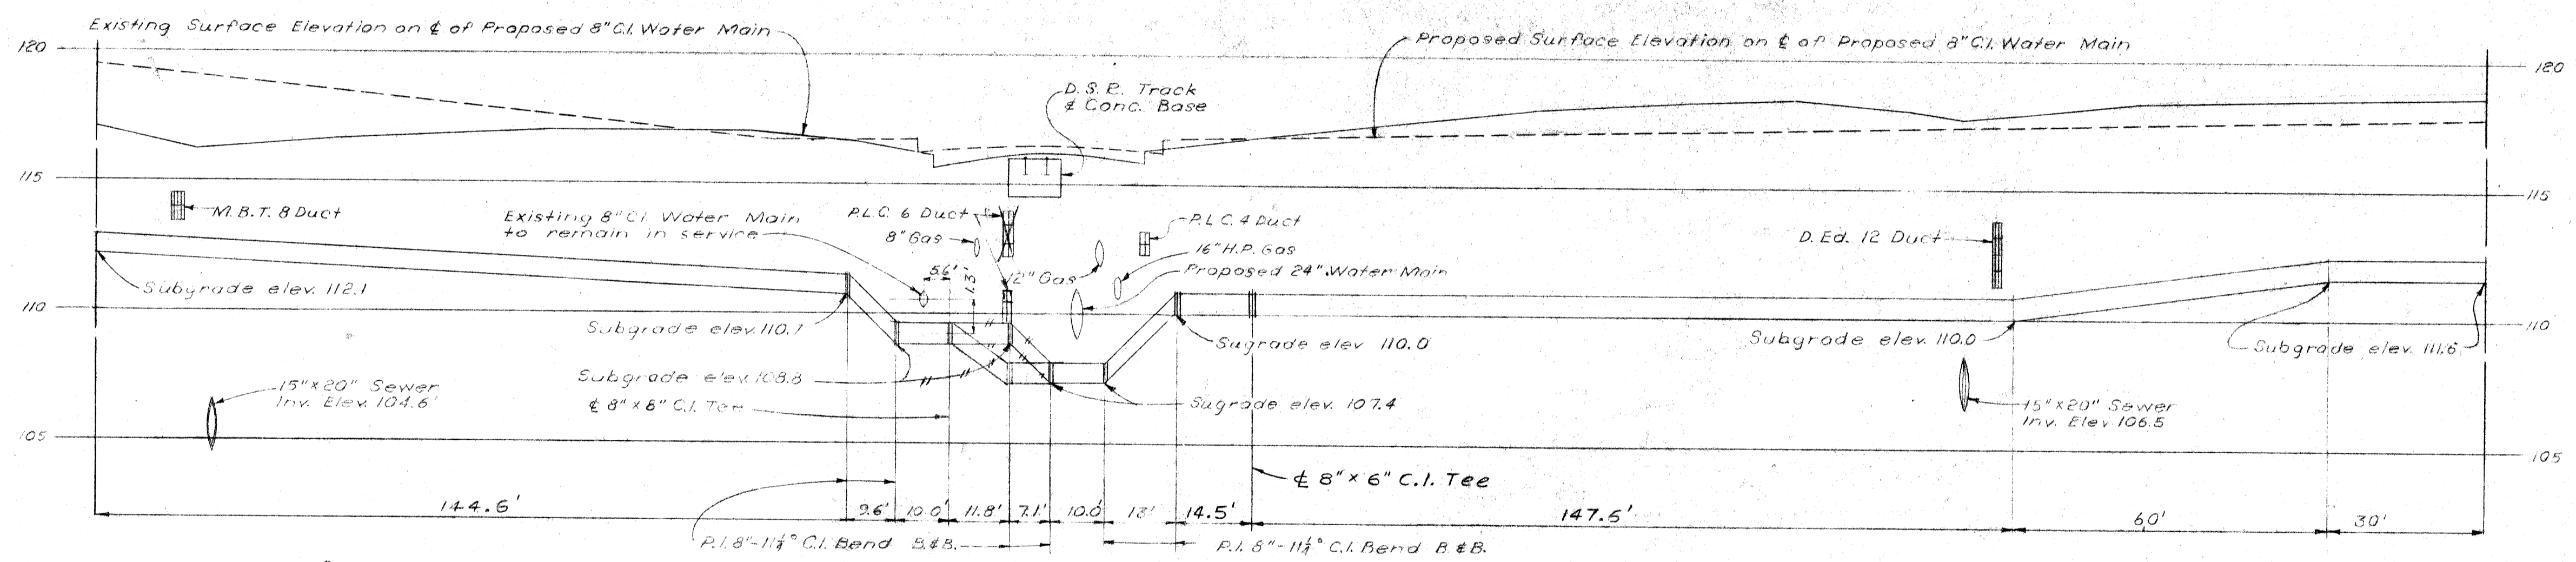 Existing Surface Elevation on ℄ of Proposed 8" C.I. Water Main
Proposed Surface Elevation on ℄ of Proposed 8" C.I. Water Main
120
120
D.S.R. Track
& Conc. Base
115
115
M.B.T. 8 Duct
Existing 8" C.I. Water Main
to remain in service
P.L.C. 6 Duct
8" Gas
P.L.C. 4 Duct
16" H.P. Gas
D. Ed. 12 Duct
5.6'
1.3'
12" Gas
Proposed 24" Water Main
Subgrade elev. 112.1
110
110
Subgrade elev. 110.7
Sugrade elev 110.0
Subgrade elev. 110.0
Subgrade elev. 111.6
15" x 20" Sewer
Inv. Elev. 104.6'
Subgrade elev. 108.8
℄ 8" x 8" C.I. Tee
Sugrade elev. 107.4
15" x 20" Sewer
Inv. Elev 106.5
105
105
℄ 8" x 6" C.I. Tee
144.6'
9.6'
10.0'
11.8'
7.1'
10.0
14.5'
147.6'
60'
30'
P.I. 8"-11¼° C.I. Bend B.&B.
P.I. 8"-11¼° C.I. Bend B.&B.